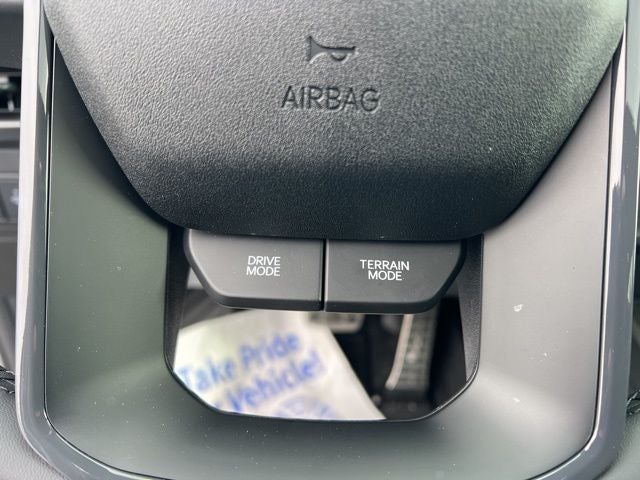 AIRBAG
DRIVE
MODE
TERRAIN
MODE
Take Pride
Vehicle!